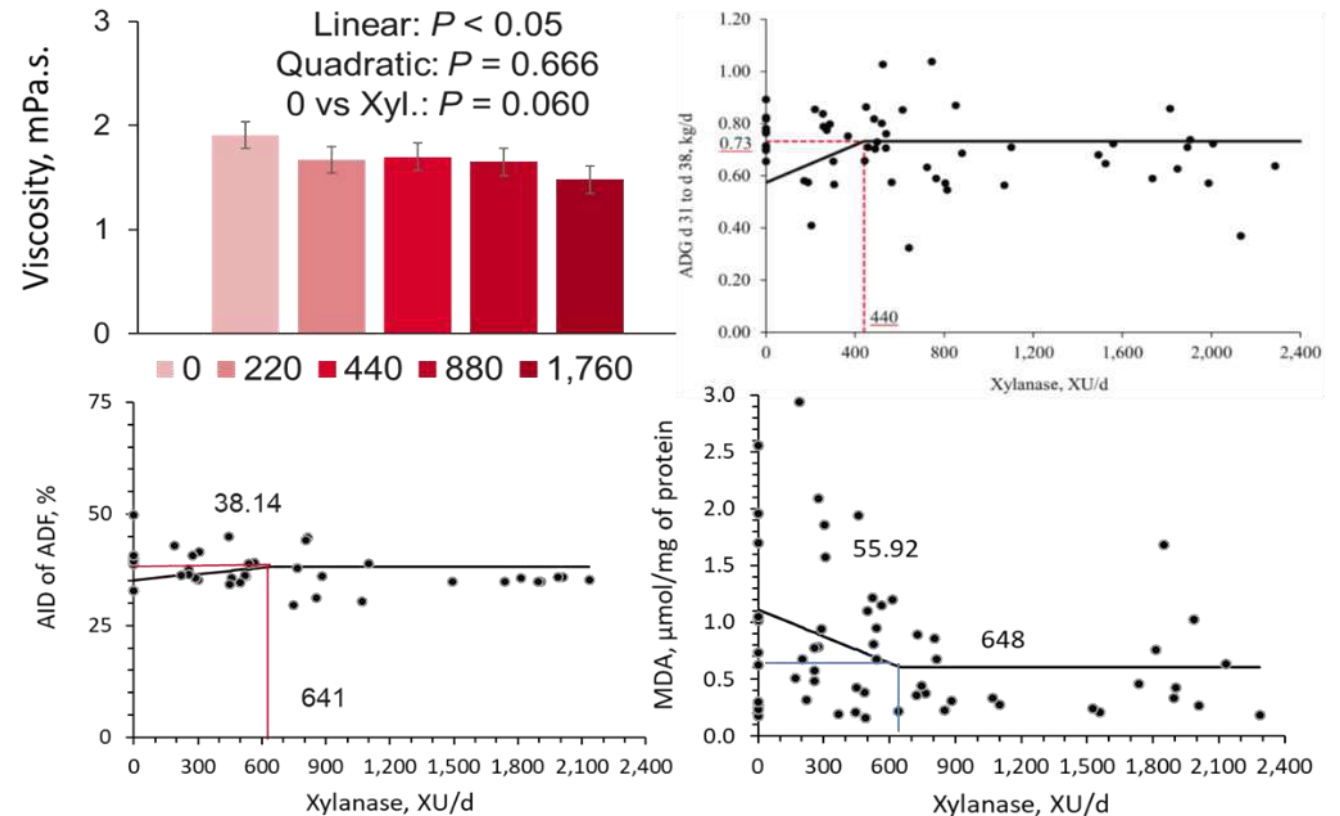 Viscosity, mPa.s.
3
2
1
0
Linear: P < 0.05
Quadratic: P = 0.666
0 vs Xyl.: P = 0.060
0 220 440 880 1,760
ADG d 31 to d 38, kg/d
1.20
1.00
0.80
0.73
0.60
0.40
0.20
0.00
440
0 400 800 1,200 1,600 2,000 2,400
Xylanase, XU/d
AID of ADF, %
75
50
25
0
38.14
641
0 300 600 900 1,200 1,500 1,800 2,100 2,400
Xylanase, XU/d
MDA, µmol/mg of protein
3.0
2.5
2.0
1.5
1.0
0.5
0.0
55.92
648
0 300 600 900 1,200 1,500 1,800 2,100 2,400
Xylanase, XU/d